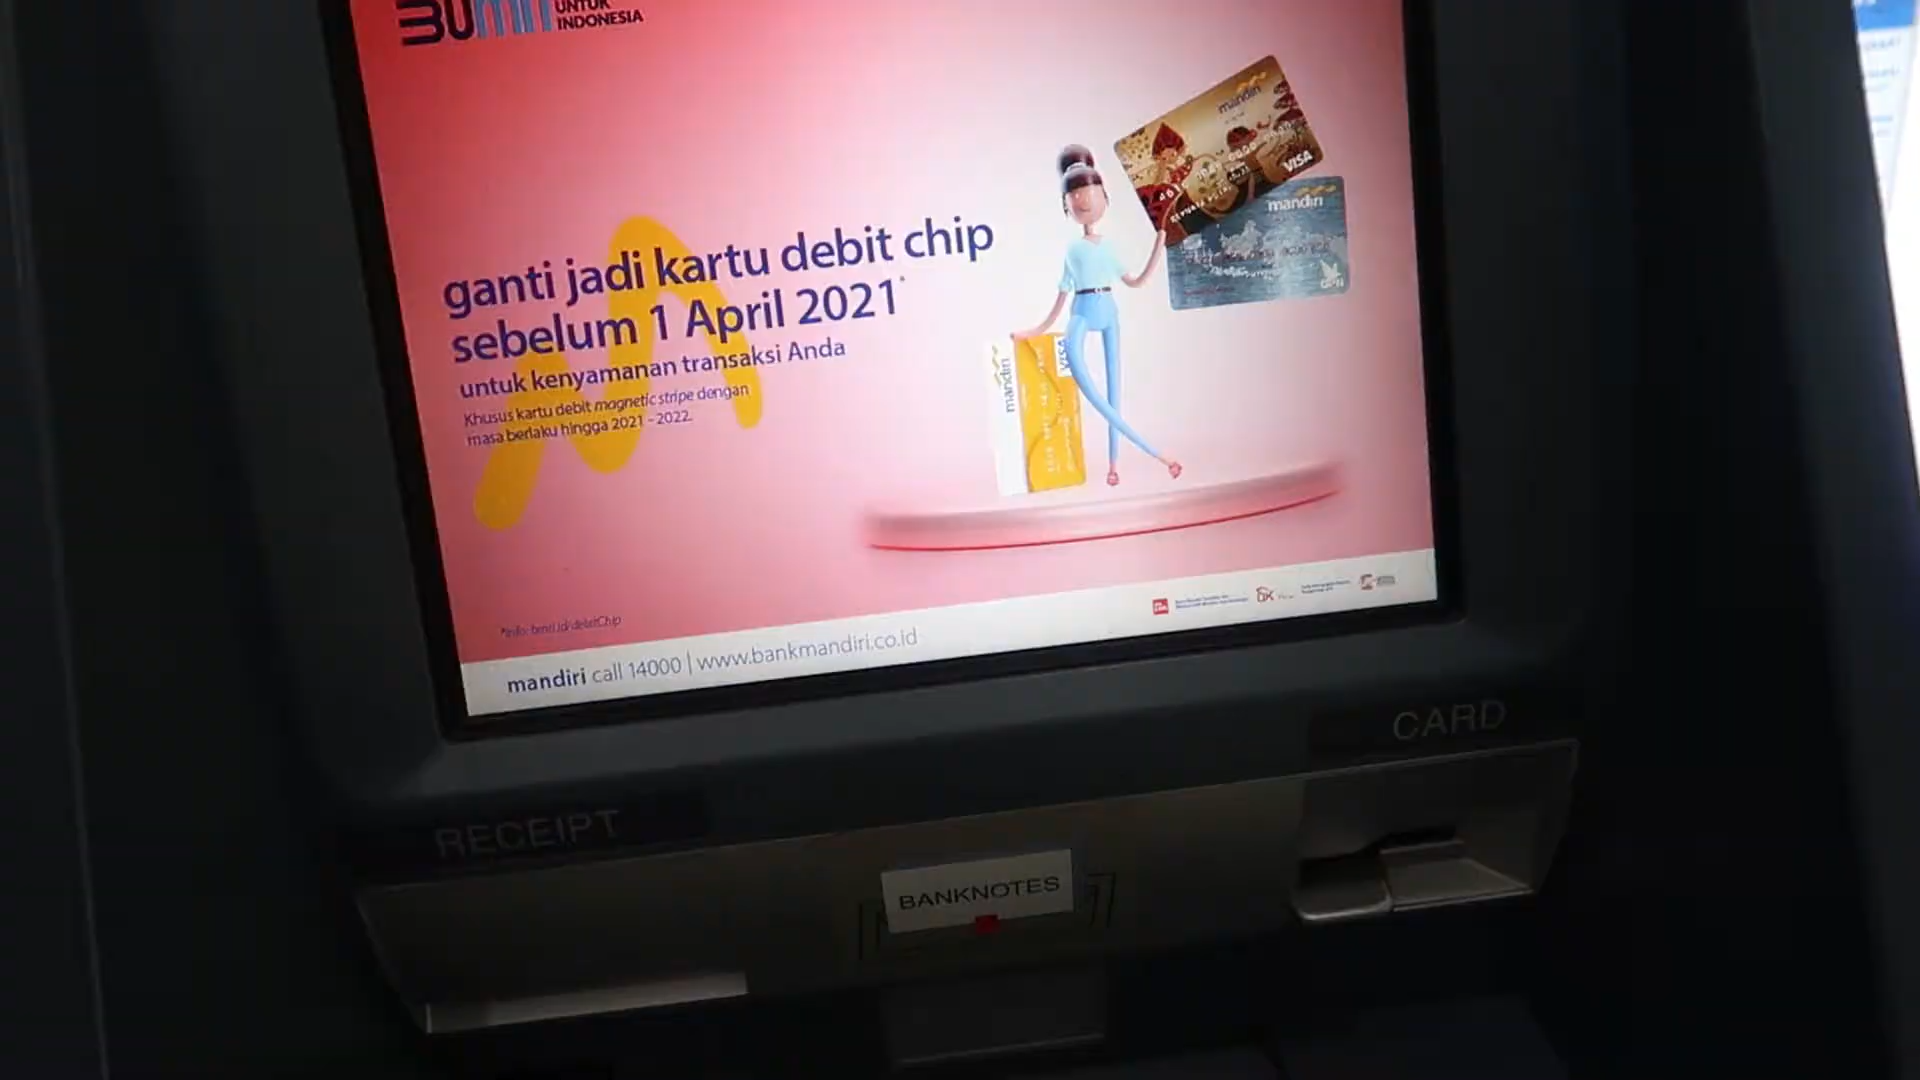 BUMN UNTUK
INDONESIA
mandiri
VISA
mandiri
GPN
ganti jadi kartu debit chip
sebelum 1 April 2021*
untuk kenyamanan transaksi Anda
Khusus kartu debit magnetic stripe dengan
masa berlaku hingga 2021 - 2022.
mandiri
VISA
mandiri call 14000 | www.bankmandiri.co.id
CARD
RECEIPT
BANKNOTES